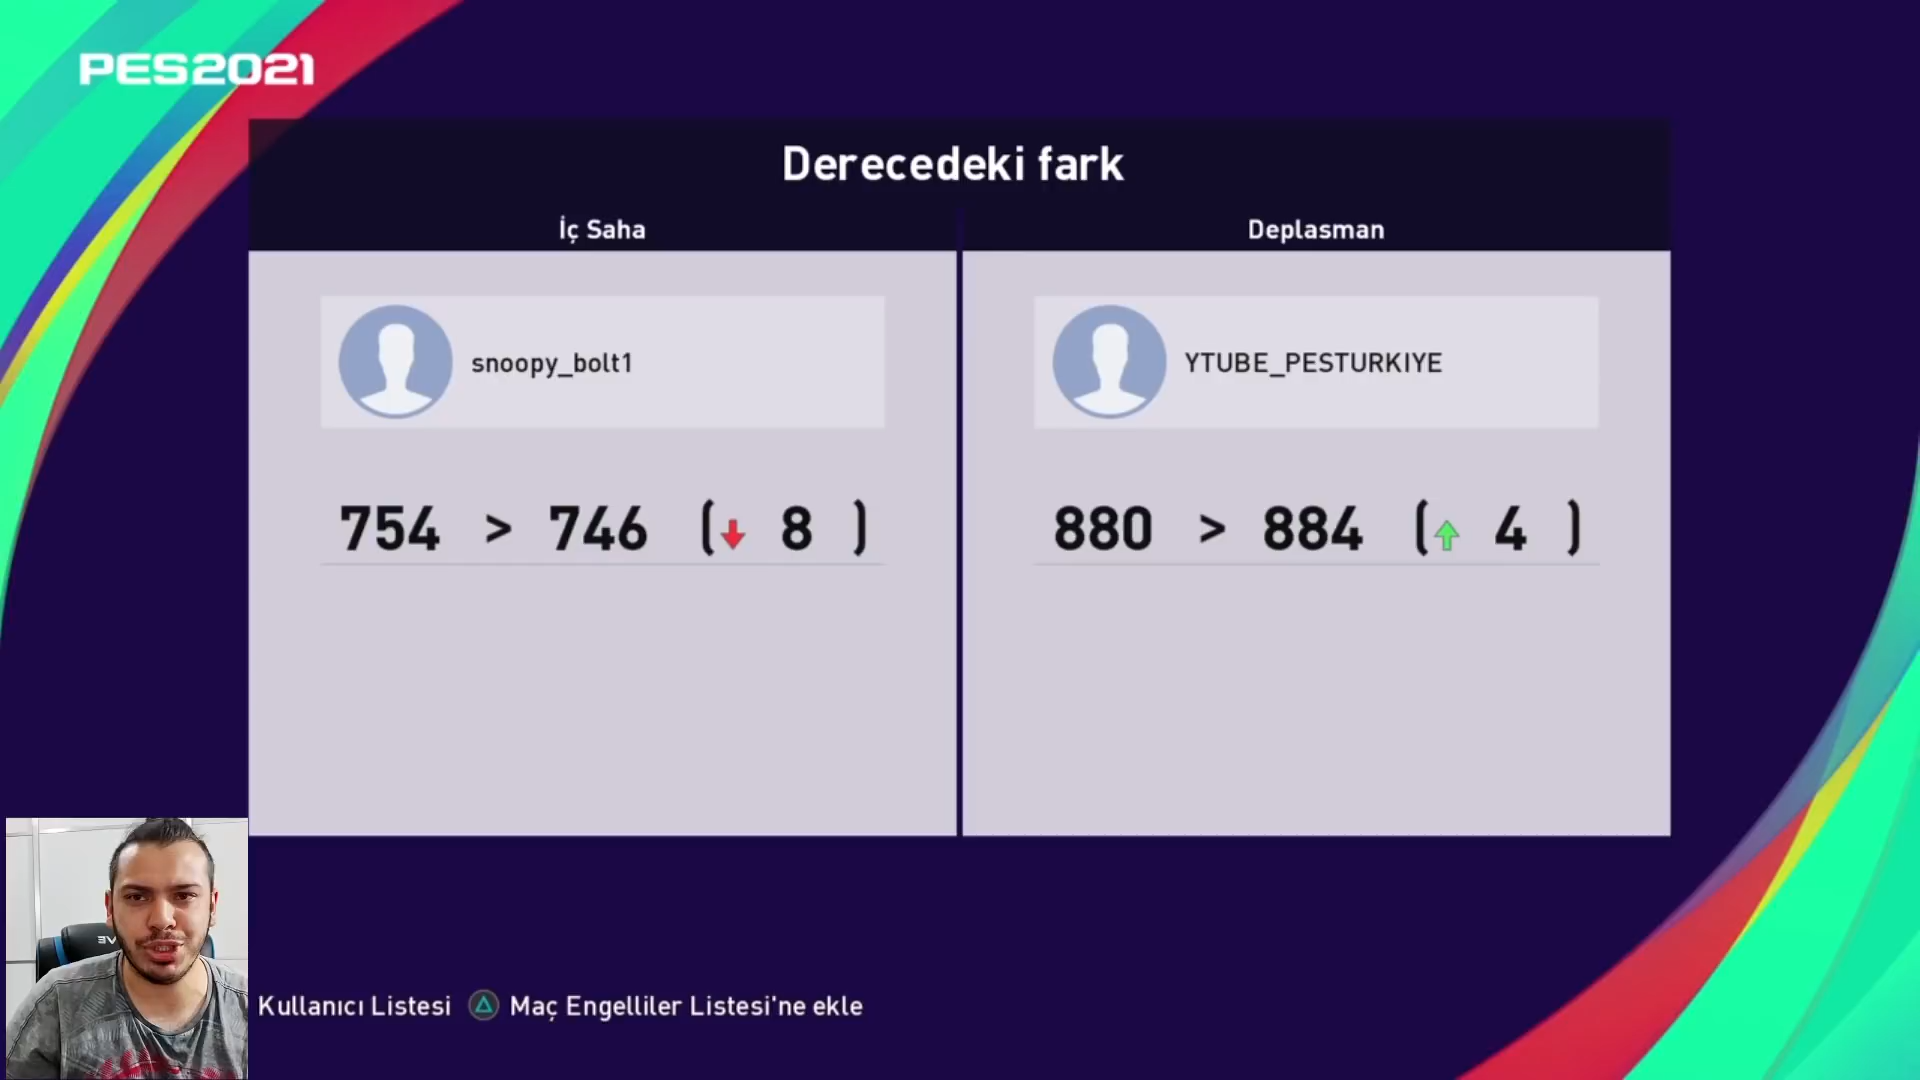 PES2021
Derecedeki fark
İç Saha
Deplasman
snoopy_bolt1
YTUBE_PESTURKIYE
754 > 746 (↓ 8 )
880 > 884 (↑ 4 )
Kullanıcı Listesi Maç Engelliler Listesi'ne ekle